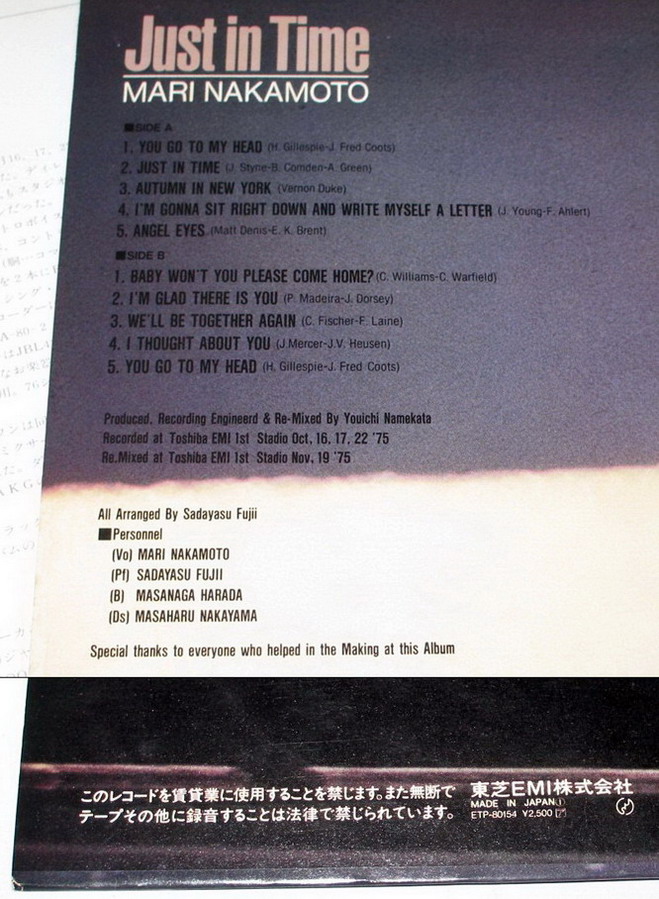 Just in Time
MARI NAKAMOTO
■SIDE A
1. YOU GO TO MY HEAD (H. Gillespie-J. Fred Coots)
2. JUST IN TIME (J. Styne-B. Comden-A. Green)
3. AUTUMN IN NEW YORK (Vernon Duke)
4. I'M GONNA SIT RIGHT DOWN AND WRITE MYSELF A LETTER (J. Young-F. Ahlert)
5. ANGEL EYES (Matt Denis-E. K. Brent)
■SIDE B
1. BABY WON'T YOU PLEASE COME HOME? (C. Williams-C. Warfield)
2. I'M GLAD THERE IS YOU (P. Madeira-J. Dorsey)
3. WE'LL BE TOGETHER AGAIN (C. Fischer-F. Laine)
4. I THOUGHT ABOUT YOU (J.Mercer-J.V. Heusen)
5. YOU GO TO MY HEAD (H. Gillespie-J. Fred Coots)
Produced, Recording Engineerd & Re-Mixed By Youichi Namekata
Recorded at Toshiba EMI 1st Stadio Oct, 16, 17, 22 '75
Re.Mixed at Toshiba EMI 1st Stadio Nov, 19 '75
All Arranged By Sadayasu Fujii
■Personnel
(Vo) MARI NAKAMOTO
(Pf) SADAYASU FUJII
(B) MASANAGA HARADA
(Ds) MASAHARU NAKAYAMA
Special thanks to everyone who helped in the Making at this Album
このレコードを賃貸業に使用することを禁じます。また無断で
テープその他に録音することは法律で禁じられています。
東芝EMI株式会社
MADE IN JAPAN
ETP-80154 ¥2,500